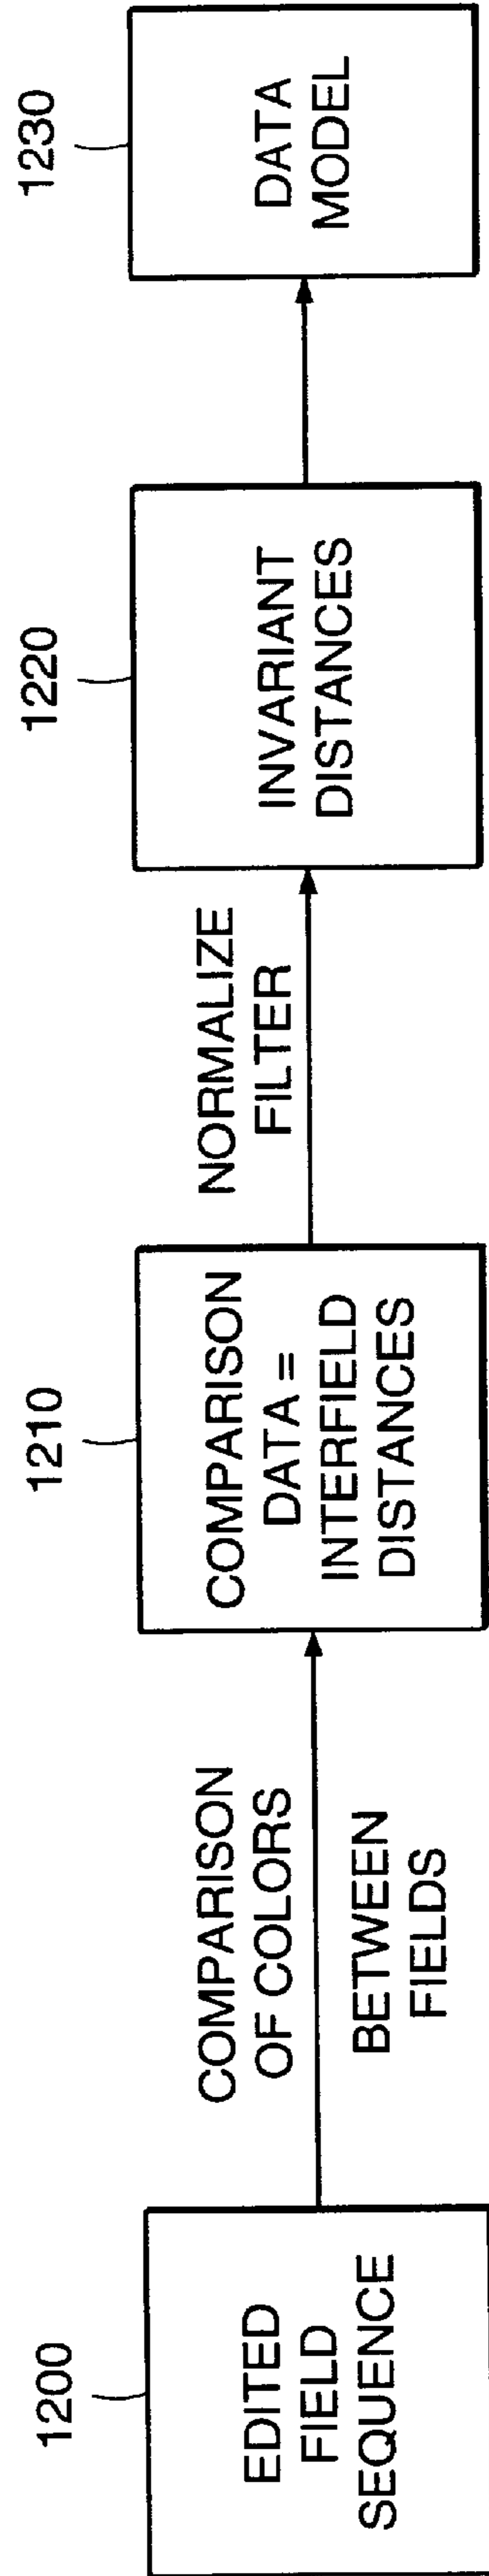 1200
EDITED
FIELD
SEQUENCE
COMPARISON
OF COLORS
BETWEEN
FIELDS
1210
COMPARISON
DATA =
INTERFIELD
DISTANCES
NORMALIZE
FILTER
1220
INVARIANT
DISTANCES
1230
DATA
MODEL